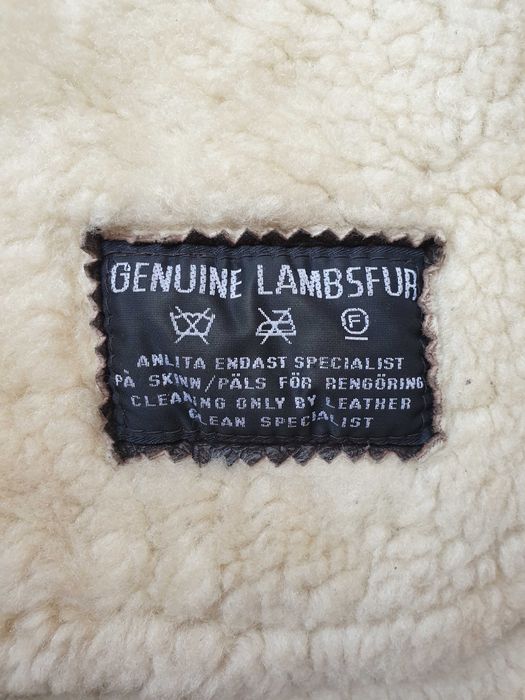 GENUINE LAMBSFUR
F
ANLITA ENDAST SPECIALIST
PÅ SKINN/PÄLS FÖR RENGÖRING
CLEANING ONLY BY LEATHER
CLEAN SPECIALIST